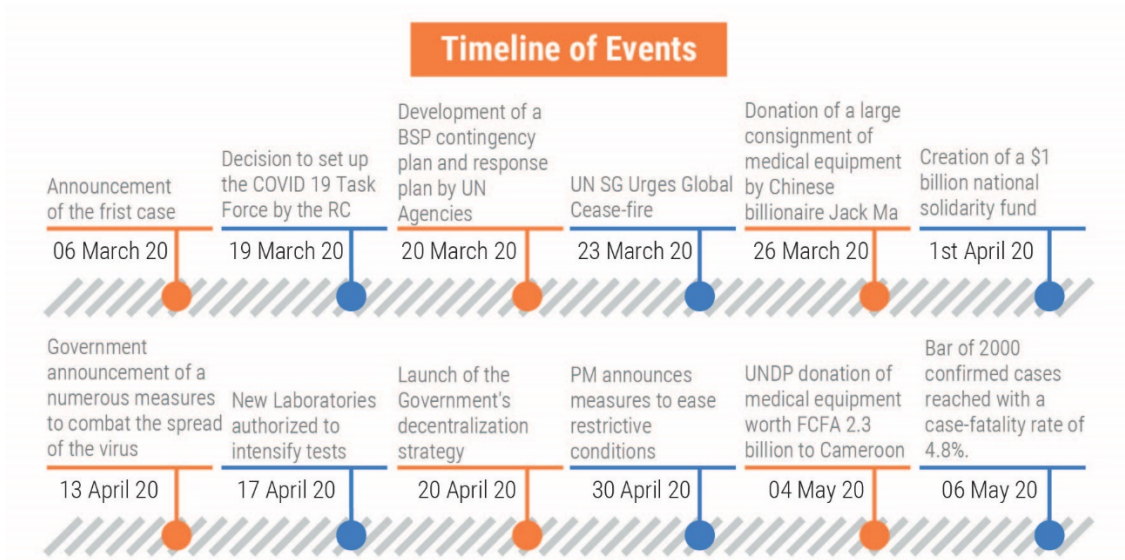 Timeline of Events
Announcement
of the frist case
06 March 20
Decision to set up
the COVID 19 Task
Force by the RC
19 March 20
Development of a
BSP contingency
plan and response
plan by UN
Agencies
20 March 20
UN SG Urges Global
Cease-fire
23 March 20
Donation of a large
consignment of
medical equipment
by Chinese
billionaire Jack Ma
26 March 20
Creation of a $1
billion national
solidarity fund
1st April 20
Government
announcement of a
numerous measures
to combat the spread
of the virus
13 April 20
New Laboratories
authorized to
intensify tests
17 April 20
Launch of the
Government's
decentralization
strategy
20 April 20
PM announces
measures to ease
restrictive
conditions
30 April 20
UNDP donation of
medical equipment
worth FCFA 2.3
billion to Cameroon
04 May 20
Bar of 2000
confirmed cases
reached with a
case-fatality rate of
4.8%.
06 May 20